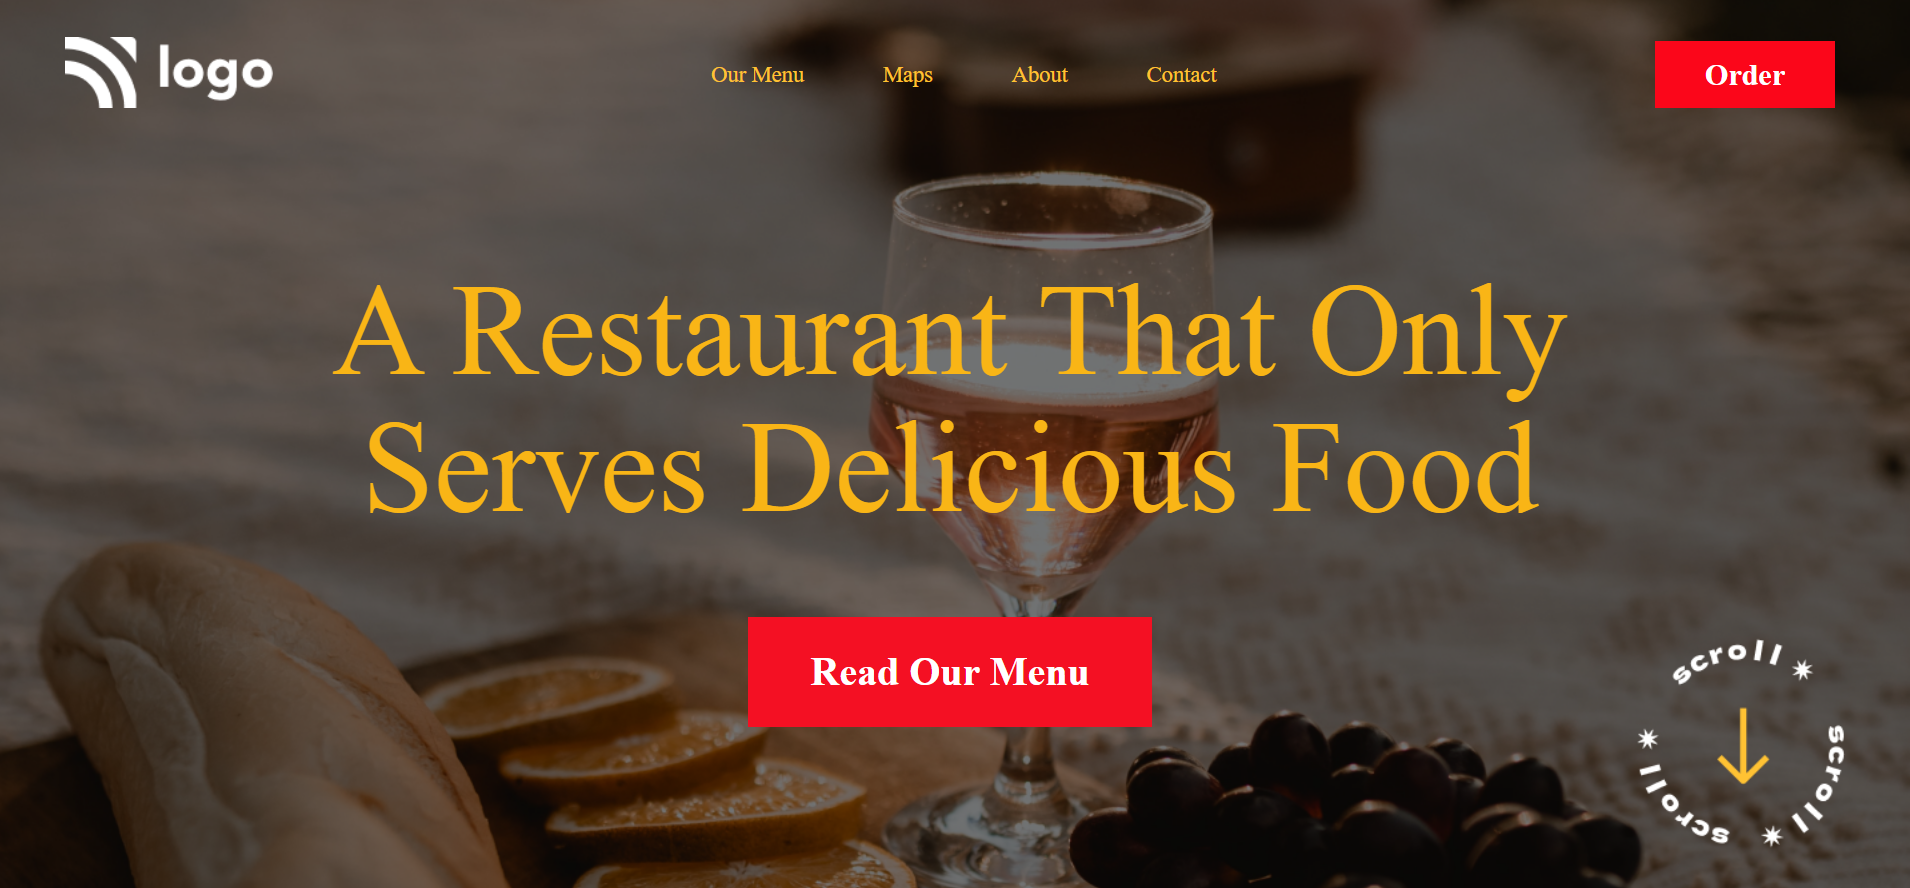 logo
Our Menu
Maps
About
Contact
Order
A Restaurant That Only
Serves Delicious Food
Read Our Menu
scroll
scroll
scroll